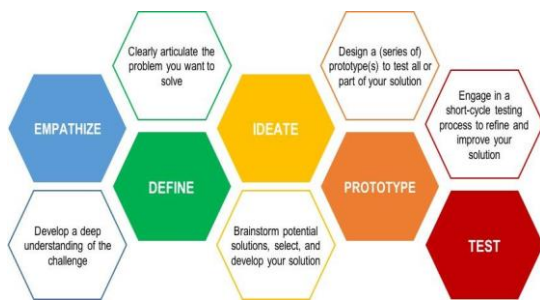 EMPATHIZE
Develop a deep
understanding of the
challenge
Clearly articulate the
problem you want to
solve
DEFINE
IDEATE
Brainstorm potential
solutions, select, and
develop your solution
Design a (series of)
prototype(s) to test all or
part of your solution
PROTOTYPE
Engage in a
short-cycle testing
process to refine and
improve your
solution
TEST